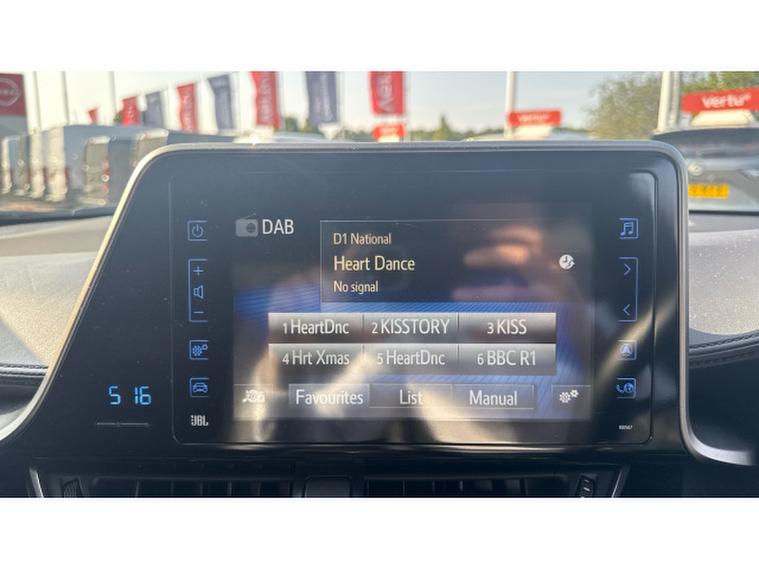 Vertu
Vertu
DAB
D1 National
Heart Dance
No signal
1 HeartDnc 2 KISSTORY 3 KISS
4 Hrt Xmas 5 HeartDnc 6 BBC R1
Favourites List Manual
5 16
JBL